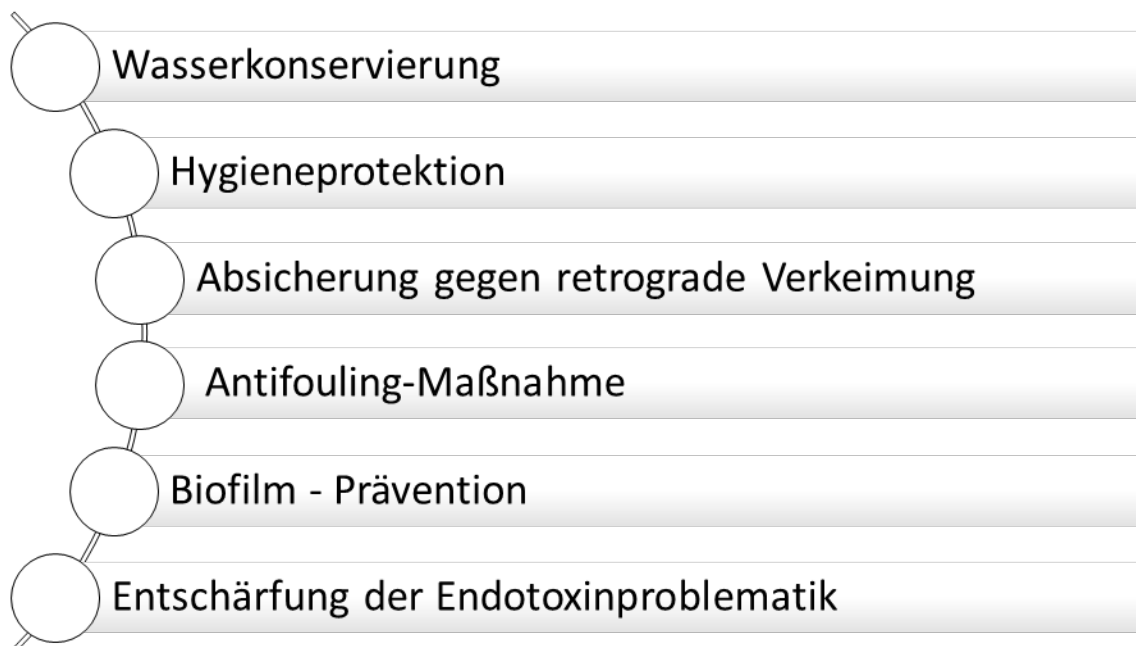 Wasserkonservierung
Hygieneprotektion
Absicherung gegen retrograde Verkeimung
Antifouling-Maßnahme
Biofilm - Prävention
Entschärfung der Endotoxinproblematik